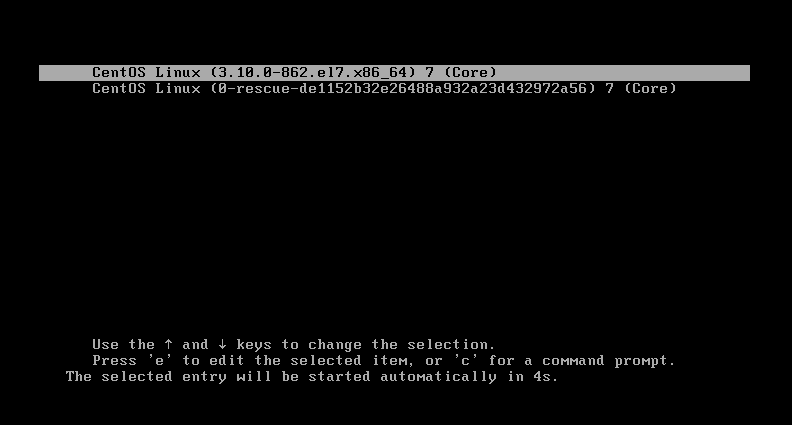 CentOS Linux (3.10.0-862.el7.x86_64) 7 (Core)
CentOS Linux (0-rescue-de1152b32e26488a932a23d432972a56) 7 (Core)
Use the ↑ and ↓ keys to change the selection.
Press 'e' to edit the selected item, or 'c' for a command prompt.
The selected entry will be started automatically in 4s.